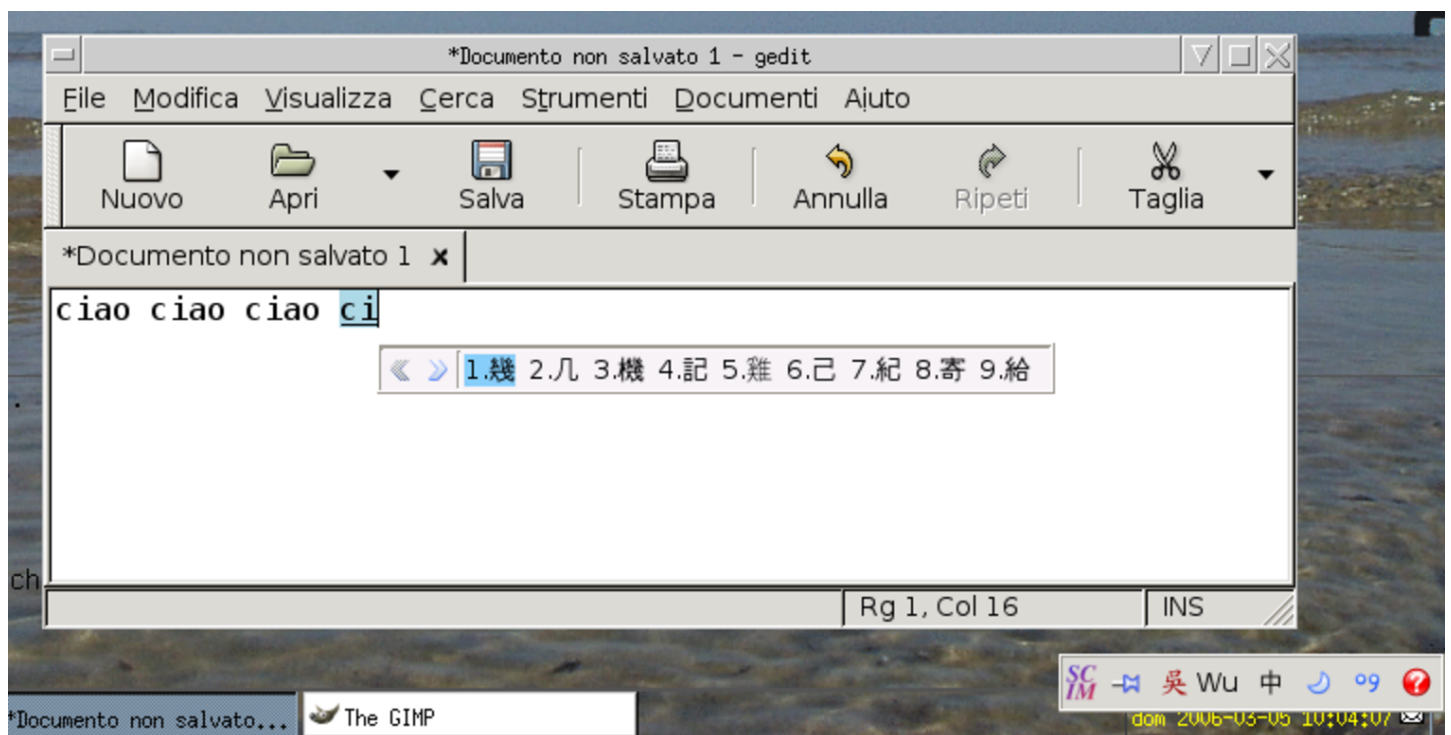 *Documento non salvato 1 - gedit
File Modifica Visualizza Cerca Strumenti Documenti Aiuto
Nuovo Apri Salva Stampa Annulla Ripeti Taglia
*Documento non salvato 1
ciao ciao ciao ci
1.幾 2.几 3.機 4.記 5.雞 6.己 7.紀 8.寄 9.給
ch
Rg 1, Col 16 INS
SCIM 吳 Wu 中 º9 ?
*Documento non salvato... The GIMP
dom 2006-03-05 10:04:07